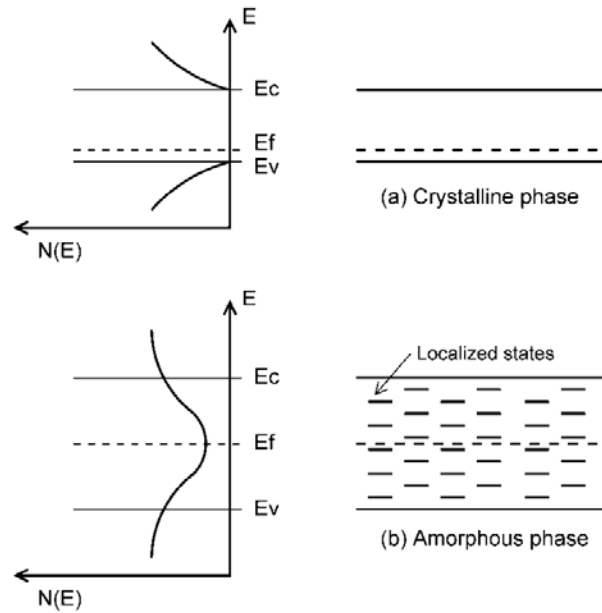 E
Ec
Ef
Ev
N(E)
(a) Crystalline phase
E
Localized states
Ec
Ef
Ev
N(E)
(b) Amorphous phase